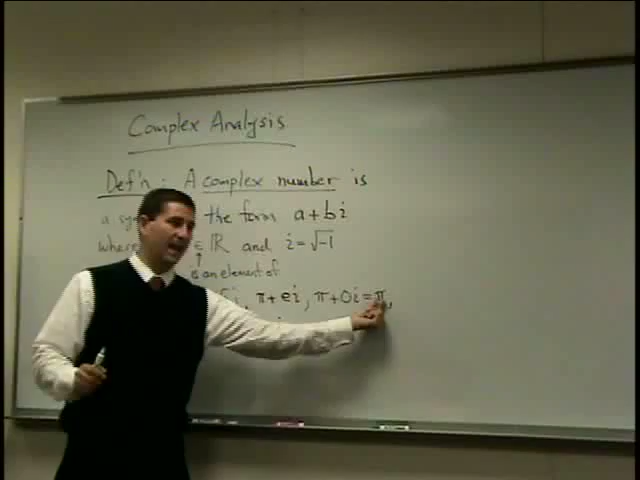 Complex Analysis
Def'n: A complex number is
a sy the form a+bi
where ∈ ℝ and i=√-1
↑
is an element of
i, π+ei, π+0i=π,